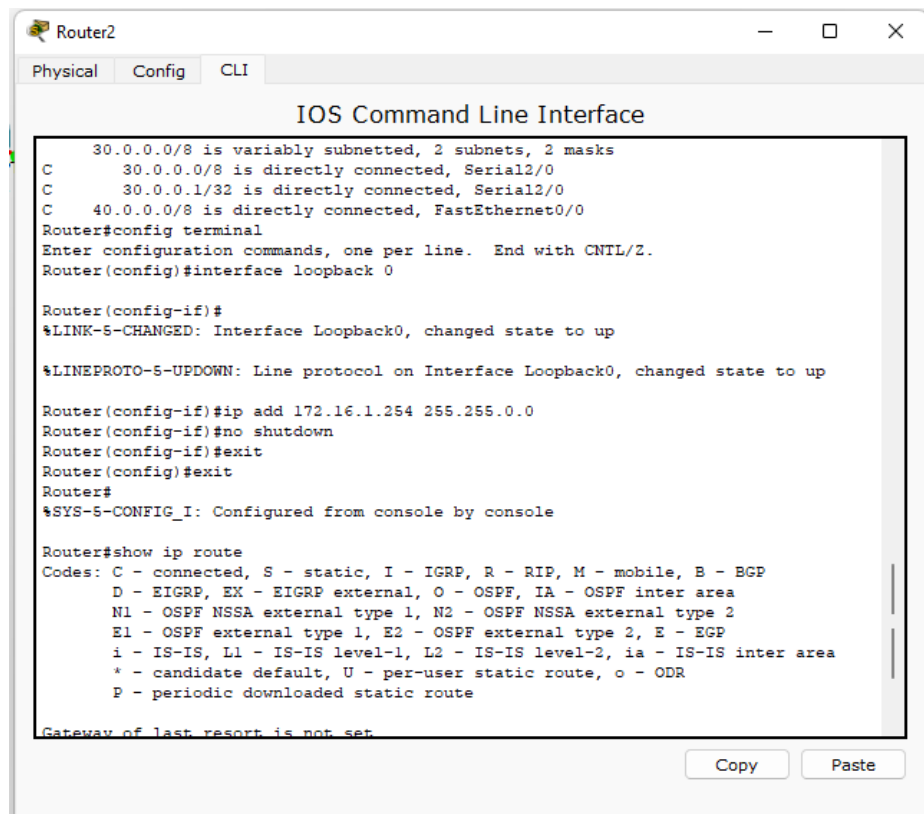 Router2
Physical Config CLI
IOS Command Line Interface
30.0.0.0/8 is variably subnetted, 2 subnets, 2 masks
C 30.0.0.0/8 is directly connected, Serial2/0
C 30.0.0.1/32 is directly connected, Serial2/0
C 40.0.0.0/8 is directly connected, FastEthernet0/0
Router#config terminal
Enter configuration commands, one per line. End with CNTL/Z.
Router(config)#interface loopback 0
Router(config-if)#
%LINK-5-CHANGED: Interface Loopback0, changed state to up
%LINEPROTO-5-UPDOWN: Line protocol on Interface Loopback0, changed state to up
Router(config-if)#ip add 172.16.1.254 255.255.0.0
Router(config-if)#no shutdown
Router(config-if)#exit
Router(config)#exit
Router#
%SYS-5-CONFIG_I: Configured from console by console
Router#show ip route
Codes: C - connected, S - static, I - IGRP, R - RIP, M - mobile, B - BGP
D - EIGRP, EX - EIGRP external, O - OSPF, IA - OSPF inter area
N1 - OSPF NSSA external type 1, N2 - OSPF NSSA external type 2
E1 - OSPF external type 1, E2 - OSPF external type 2, E - EGP
i - IS-IS, L1 - IS-IS level-1, L2 - IS-IS level-2, ia - IS-IS inter area
* - candidate default, U - per-user static route, o - ODR
P - periodic downloaded static route
Gateway of last resort is not set
Copy Paste